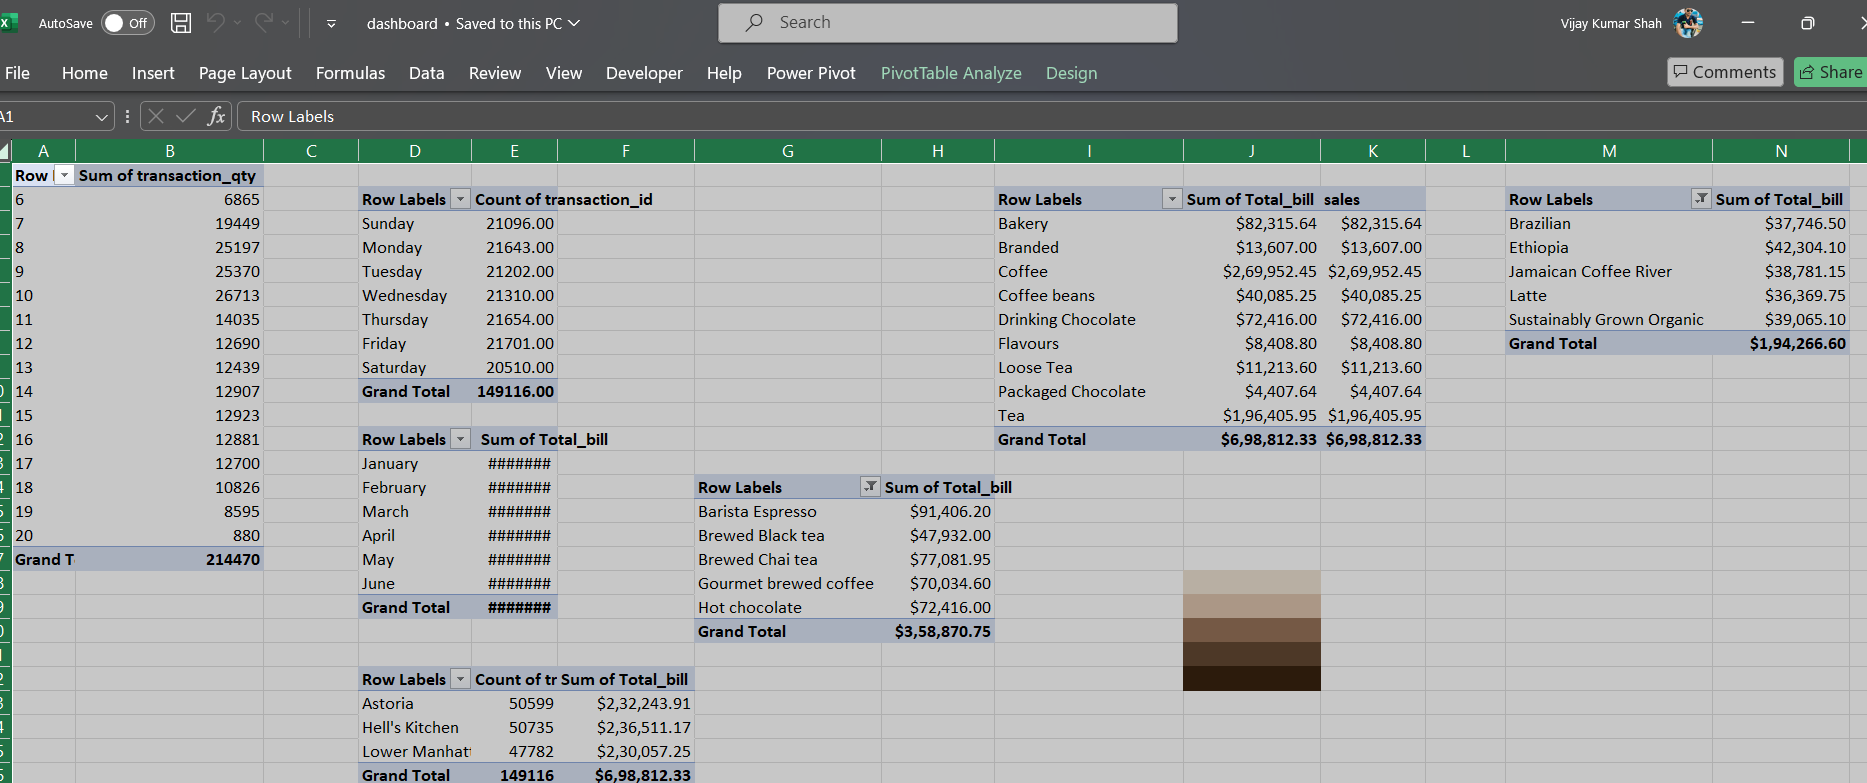 AutoSave Off dashboard • Saved to this PC Search Vijay Kumar Shah
File Home Insert Page Layout Formulas Data Review View Developer Help Power Pivot PivotTable Analyze Design Comments Share
A1 fx Row Labels
A B C D E F G H I J K L M N
Row Sum of transaction_qty
6 6865 Row Labels Count of transaction_id Row Labels Sum of Total_bill sales Row Labels Sum of Total_bill
7 19449 Sunday 21096.00 Bakery $82,315.64 $82,315.64 Brazilian $37,746.50
8 25197 Monday 21643.00 Branded $13,607.00 $13,607.00 Ethiopia $42,304.10
9 25370 Tuesday 21202.00 Coffee $2,69,952.45 $2,69,952.45 Jamaican Coffee River $38,781.15
10 26713 Wednesday 21310.00 Coffee beans $40,085.25 $40,085.25 Latte $36,369.75
11 14035 Thursday 21654.00 Drinking Chocolate $72,416.00 $72,416.00 Sustainably Grown Organic $39,065.10
12 12690 Friday 21701.00 Flavours $8,408.80 $8,408.80 Grand Total $1,94,266.60
13 12439 Saturday 20510.00 Loose Tea $11,213.60 $11,213.60
14 12907 Grand Total 149116.00 Packaged Chocolate $4,407.64 $4,407.64
15 12923 Tea $1,96,405.95 $1,96,405.95
16 12881 Row Labels Sum of Total_bill Grand Total $6,98,812.33 $6,98,812.33
17 12700 January #######
18 10826 February ####### Row Labels Sum of Total_bill
19 8595 March ####### Barista Espresso $91,406.20
20 880 April ####### Brewed Black tea $47,932.00
Grand T 214470 May ####### Brewed Chai tea $77,081.95
June ####### Gourmet brewed coffee $70,034.60
Grand Total ####### Hot chocolate $72,416.00
Grand Total $3,58,870.75
Row Labels Count of tr Sum of Total_bill
Astoria 50599 $2,32,243.91
Hell's Kitchen 50735 $2,36,511.17
Lower Manhatt 47782 $2,30,057.25
Grand Total 149116 $6,98,812.33